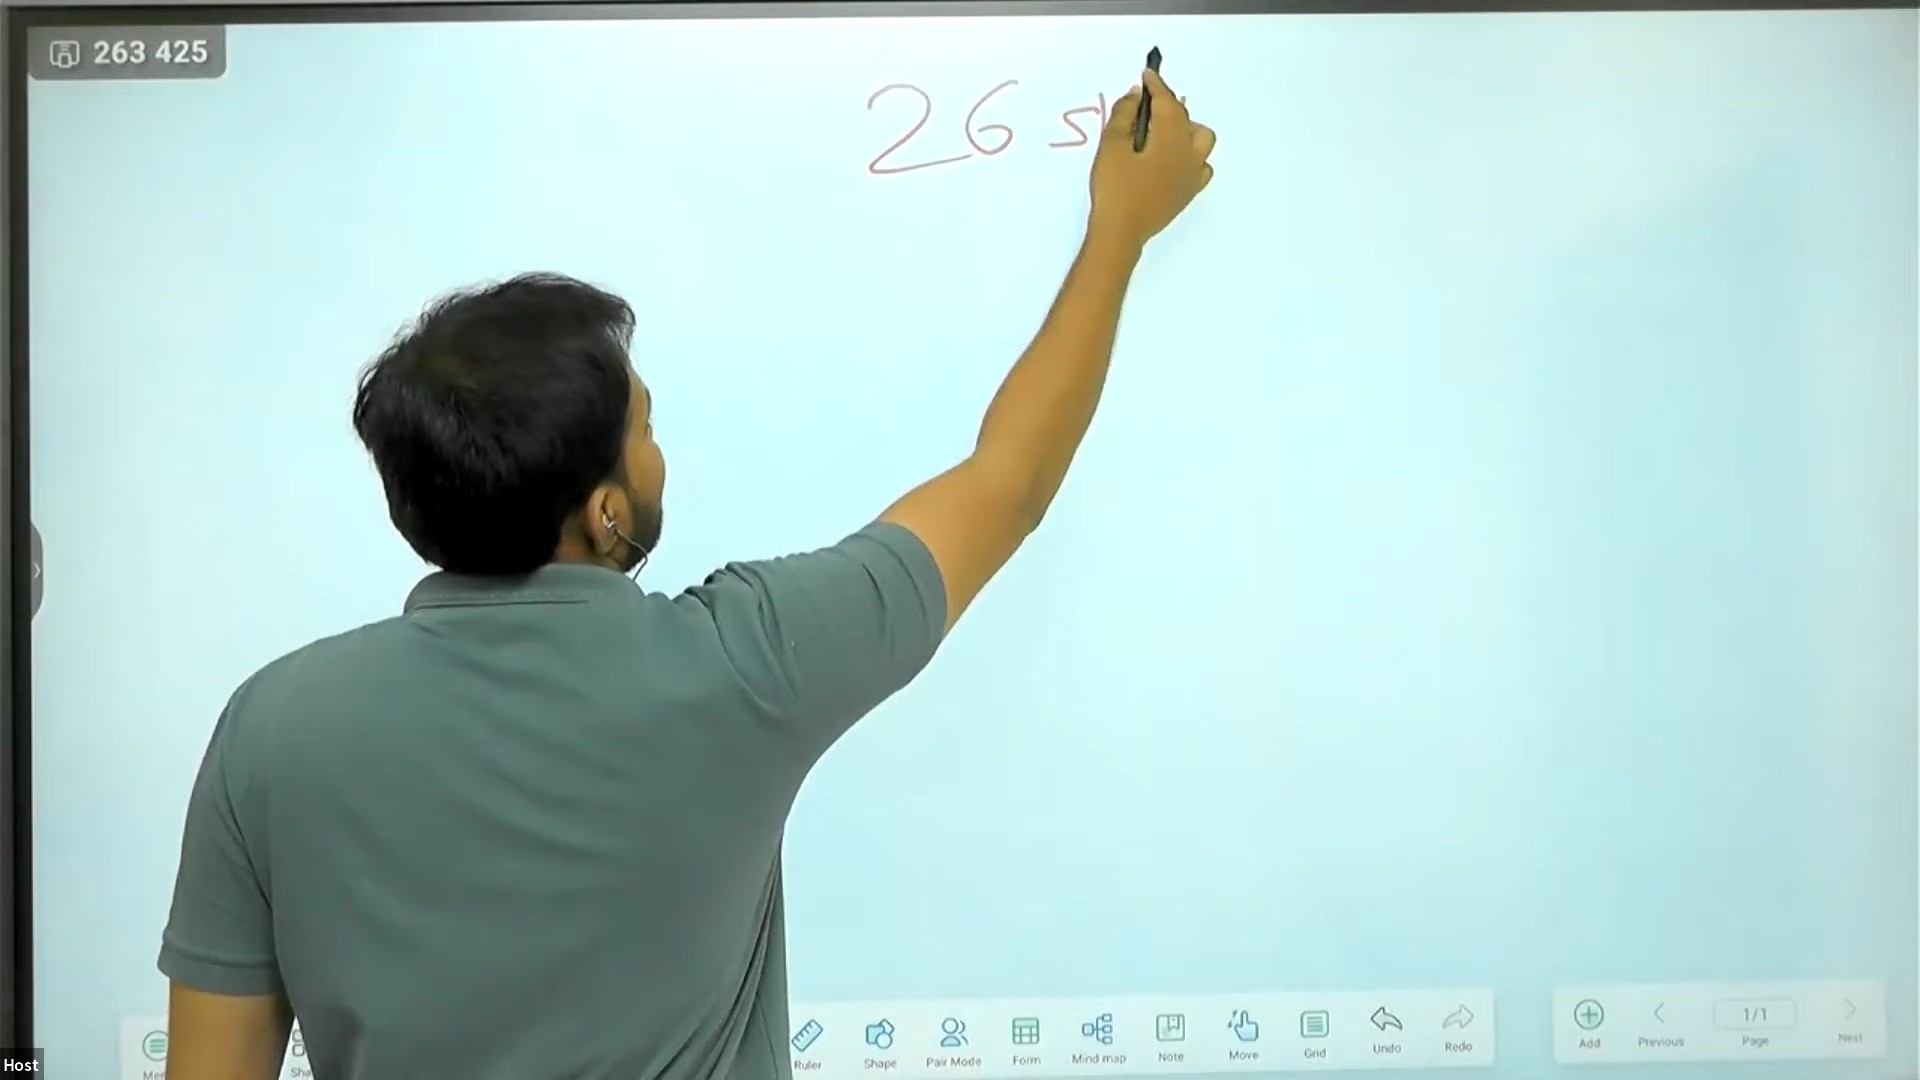 263 425
26
Ruler
Shape
Pair Mode
Form
Mind map
Note
Move
Grid
Undo
Redo
Add
Previous
1/1
Page
Next
Host